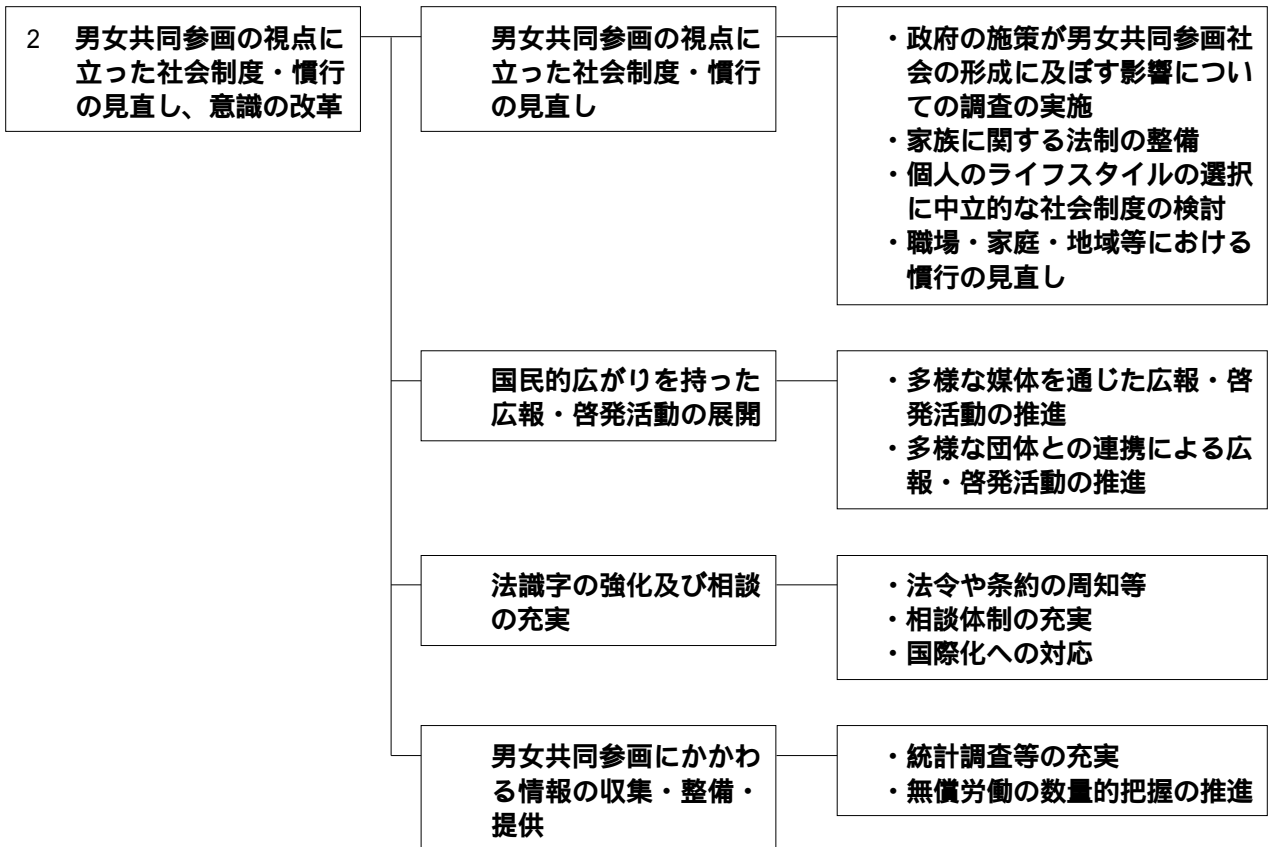 2 男女共同参画の視点に
立った社会制度・慣行
の見直し、意識の改革
男女共同参画の視点に
立った社会制度・慣行
の見直し
・政府の施策が男女共同参画社
会の形成に及ぼす影響につい
ての調査の実施
・家族に関する法制の整備
・個人のライフスタイルの選択
に中立的な社会制度の検討
・職場・家庭・地域等における
慣行の見直し
国民的広がりを持った
広報・啓発活動の展開
・多様な媒体を通じた広報・啓
発活動の推進
・多様な団体との連携による広
報・啓発活動の推進
法識字の強化及び相談
の充実
・法令や条約の周知等
・相談体制の充実
・国際化への対応
男女共同参画にかかわ
る情報の収集・整備・
提供
・統計調査等の充実
・無償労働の数量的把握の推進